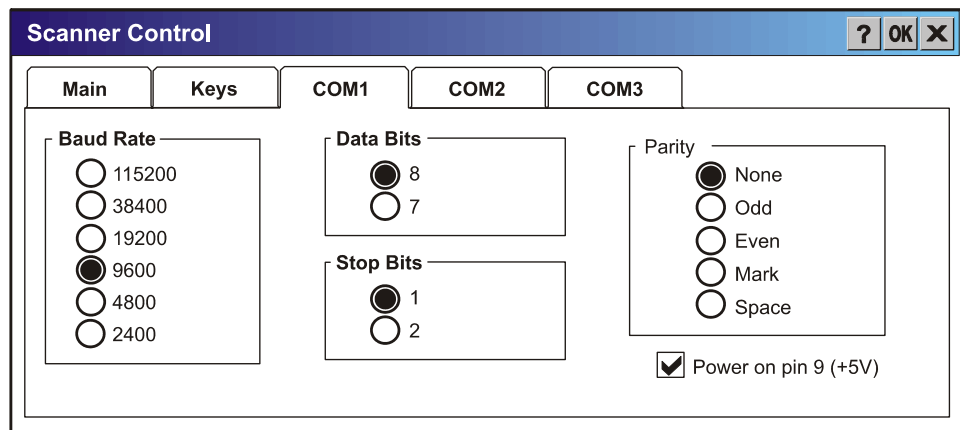 Scanner Control
? OK X
Main Keys COM1 COM2 COM3
Baud Rate
115200
38400
19200
9600
4800
2400
Data Bits
8
7
Stop Bits
1
2
Parity
None
Odd
Even
Mark
Space
Power on pin 9 (+5V)